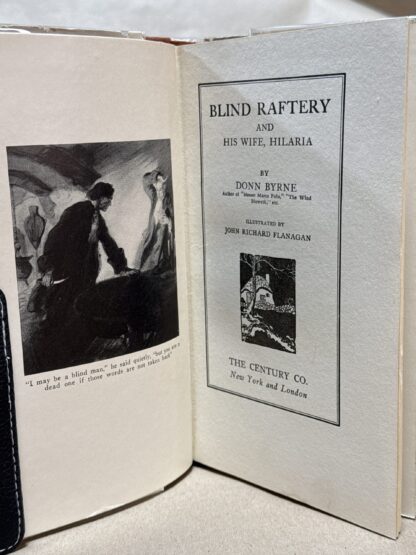 "I may be a blind man," he said quietly, "but you are a
dead one if those words are not taken back"
BLIND RAFTERY
AND
HIS WIFE, HILARIA
BY
DONN BYRNE
Author of "Messer Marco Polo," "The Wind
Bloweth," etc.
ILLUSTRATED BY
JOHN RICHARD FLANAGAN
THE CENTURY CO.
New York and London